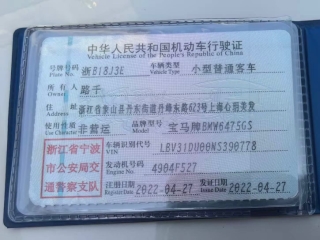 中华人民共和国机动车行驶证
Vehicle License of the People's Republic of China
号牌号码 浙B18J3E 车辆类型 小型普通客车
Plate No. Vehicle Type
所有人 路千
Owner
住址 浙江省象山县丹东街道丹峰东路623号上海名购
Address
使用性质 非营运 品牌型号 宝马牌BMW6475GS
Use Character Model
浙江省宁波
市公安局交
通警察支队
车辆识别代号 LBV31DU00WS390778
VIN
发动机号码 4904F527
Engine No.
注册日期 2022-04-27 发证日期 2022-04-27
Register Date Issue Date